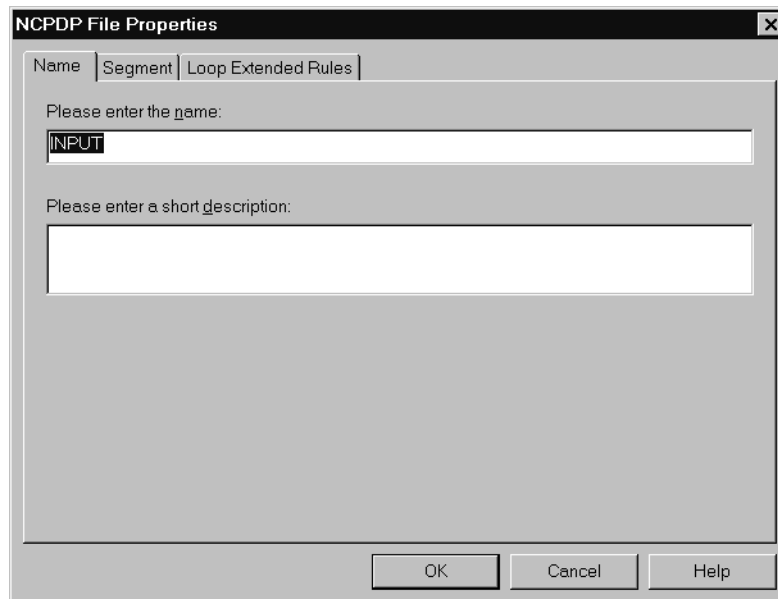 NCPDP File Properties
Name Segment Loop Extended Rules
Please enter the name:
INPUT
Please enter a short description:
OK Cancel Help